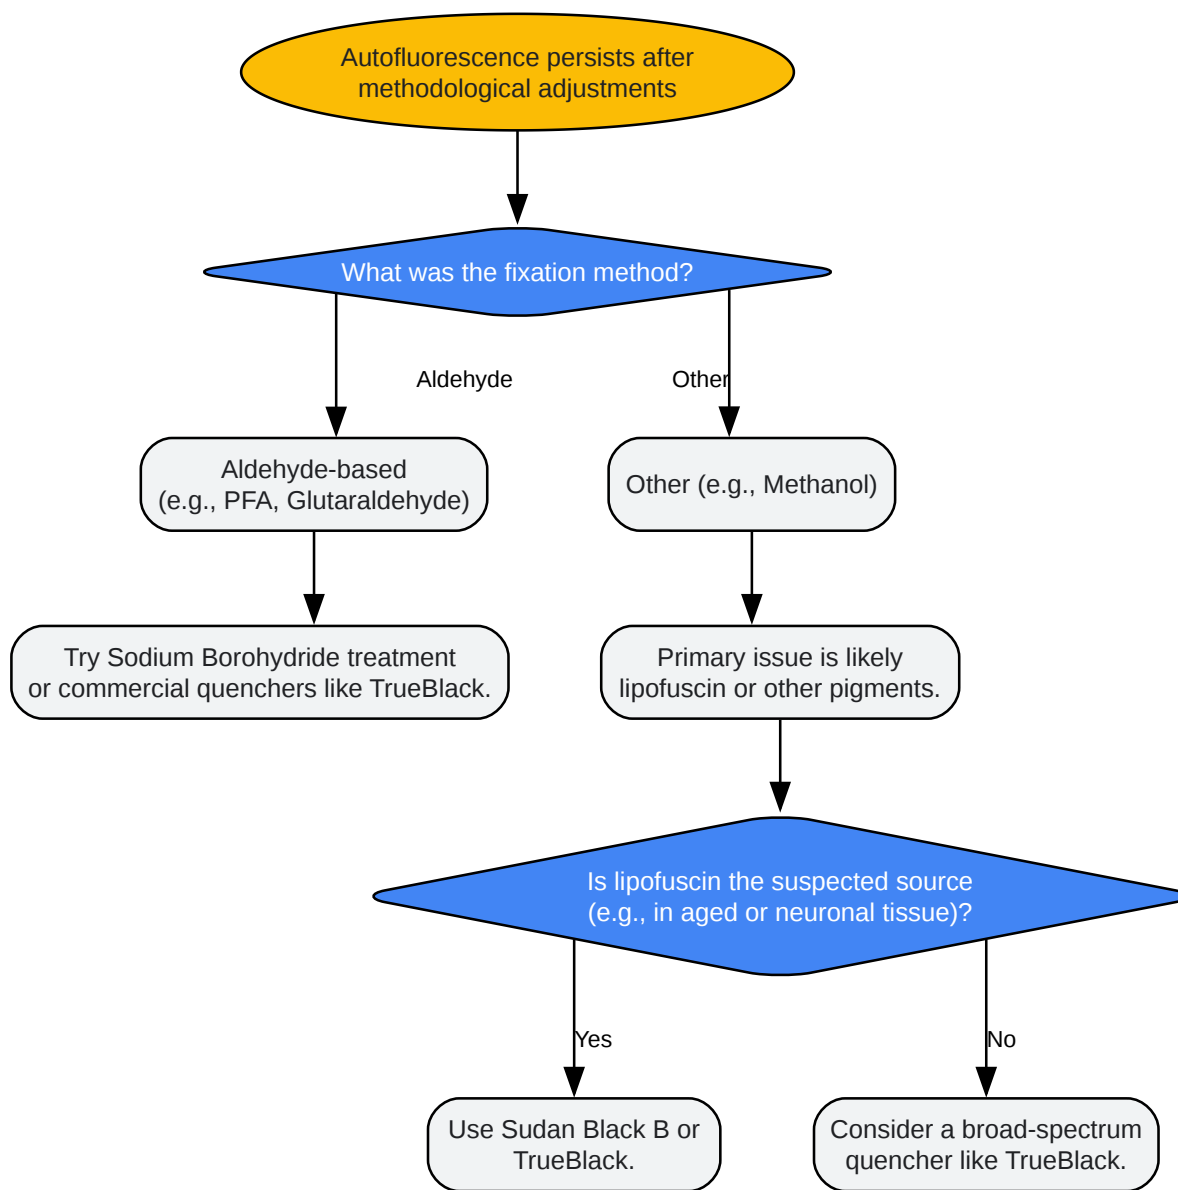 Autofluorescence persists after
methodological adjustments
What was the fixation method?
Aldehyde
Other
Aldehyde-based
(e.g., PFA, Glutaraldehyde)
Other (e.g., Methanol)
Try Sodium Borohydride treatment
or commercial quenchers like TrueBlack.
Primary issue is likely
lipofuscin or other pigments.
Is lipofuscin the suspected source
(e.g., in aged or neuronal tissue)?
Yes
No
Use Sudan Black B or
TrueBlack.
Consider a broad-spectrum
quencher like TrueBlack.